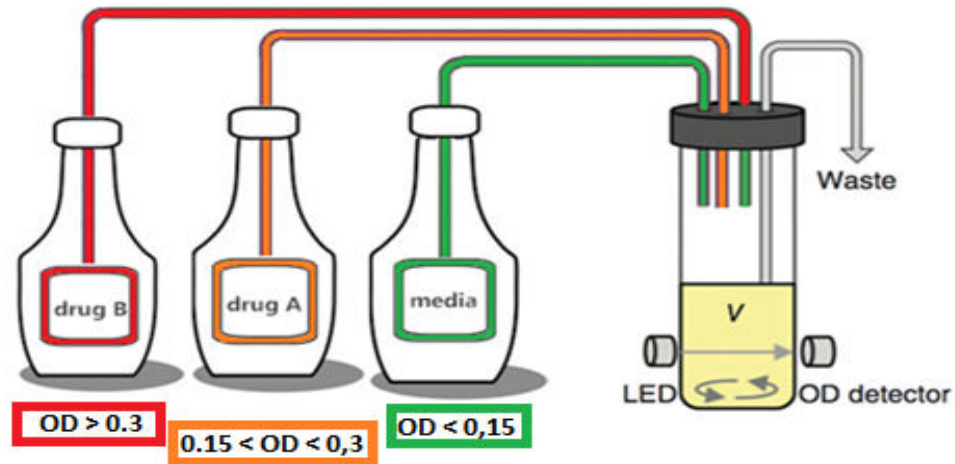 Waste
drug B
drug A
media
V
LED
OD detector
OD > 0.3
0.15 < OD < 0,3
OD < 0,15